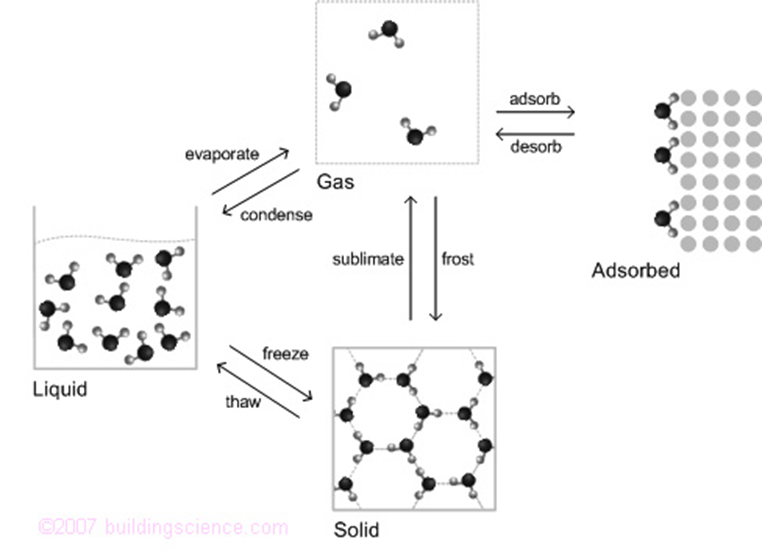 adsorb
desorb
evaporate
Gas
condense
sublimate
frost
Adsorbed
freeze
Liquid
thaw
©2007 buildingscience.com
Solid